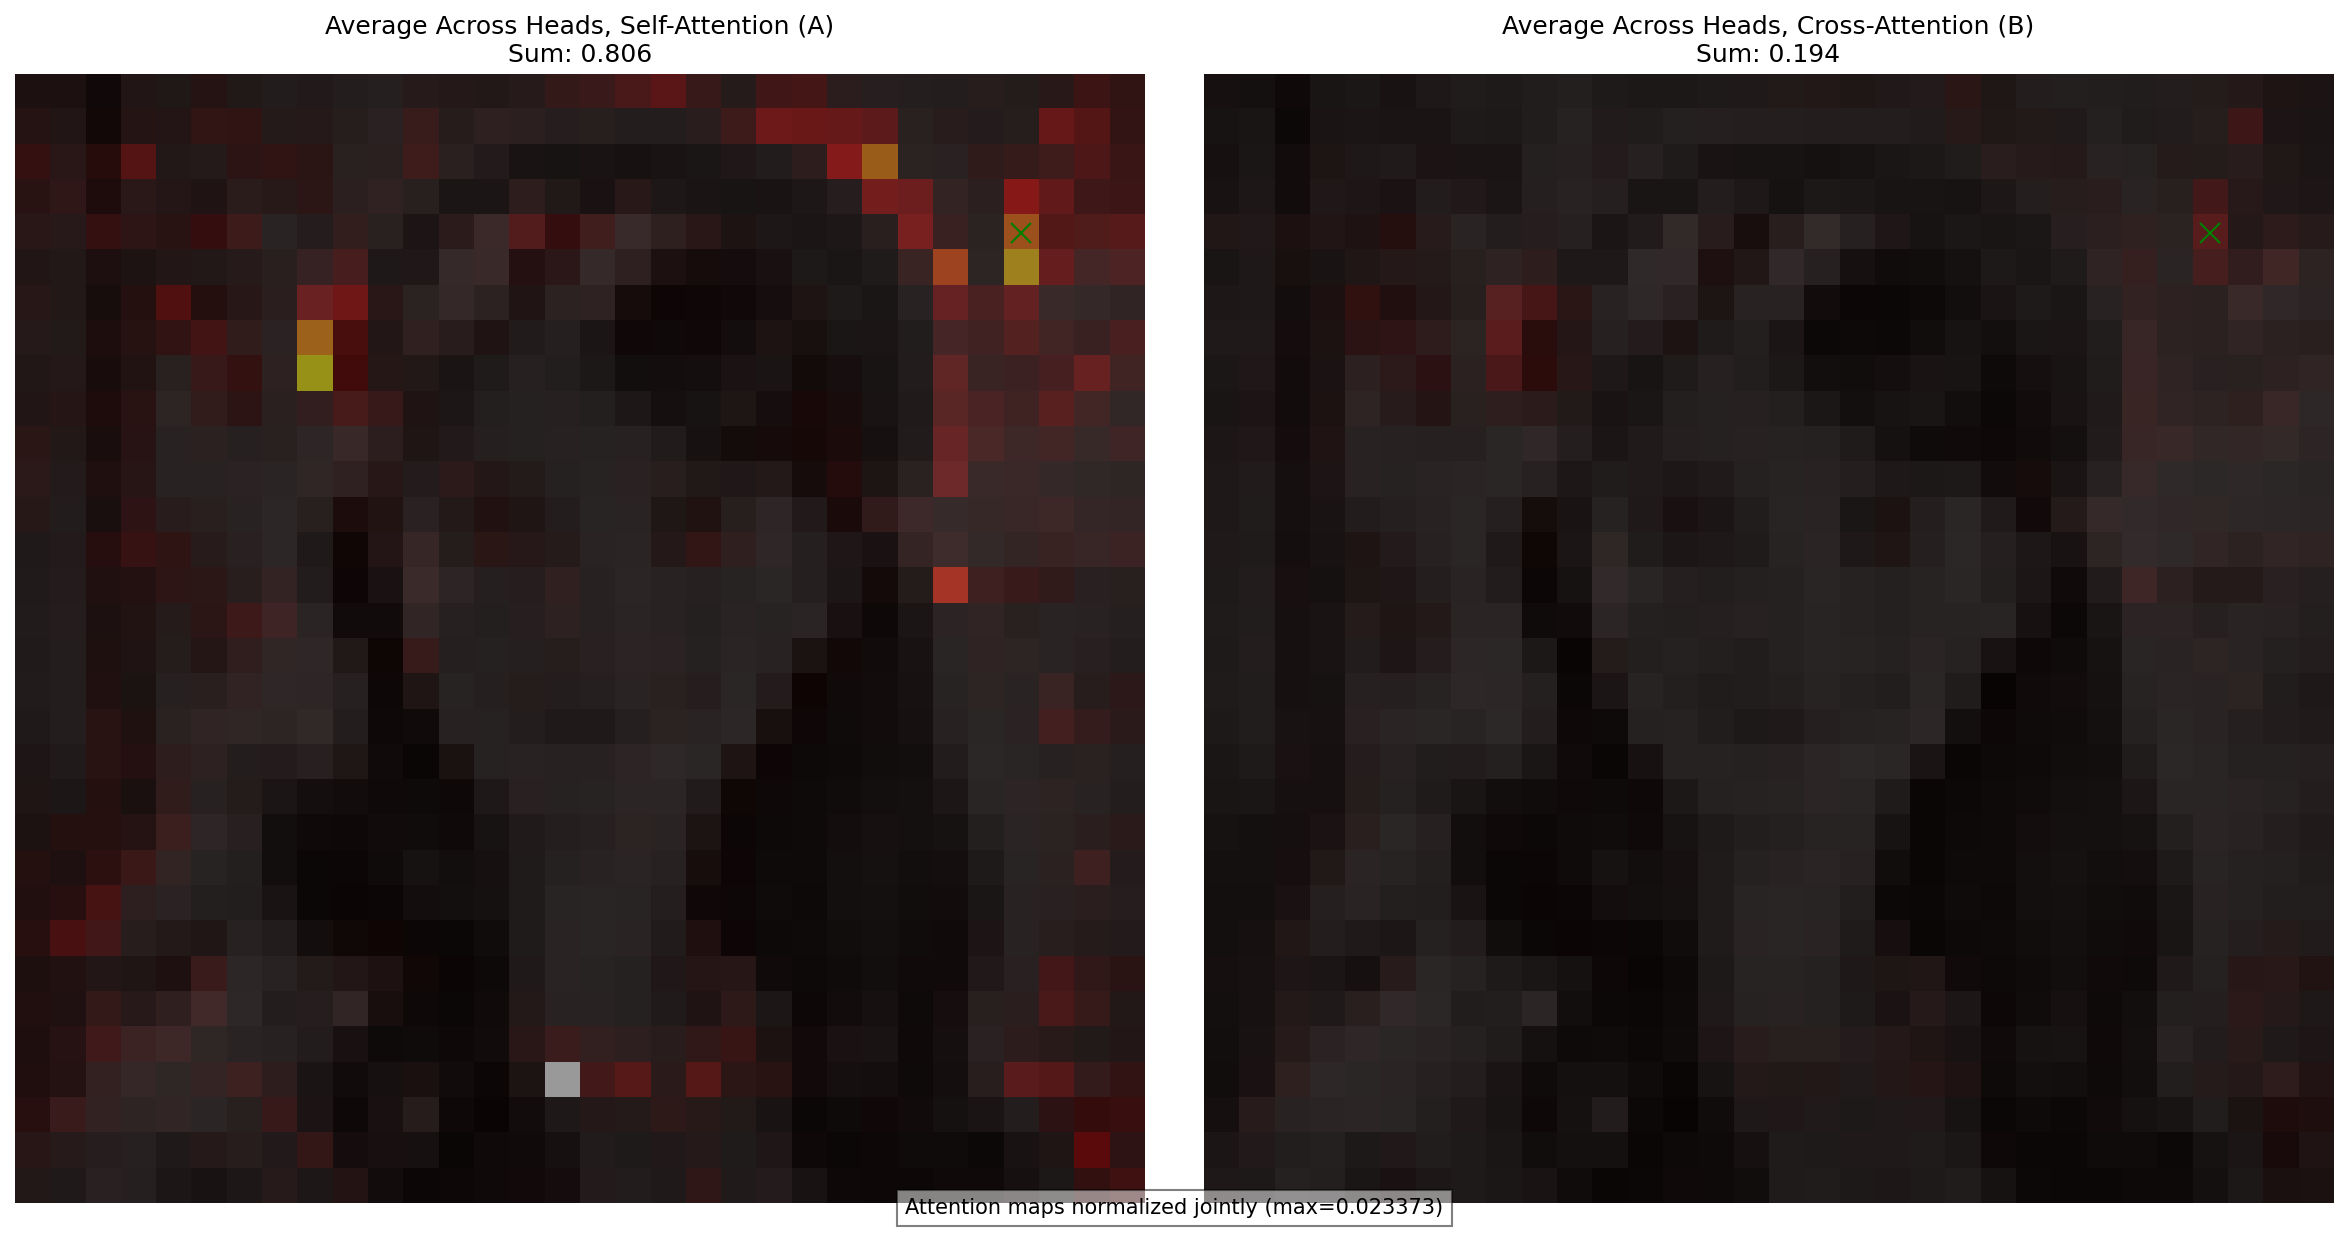 Average Across Heads, Self-Attention (A)
Sum: 0.806
Average Across Heads, Cross-Attention (B)
Sum: 0.194
Attention maps normalized jointly (max=0.023373)